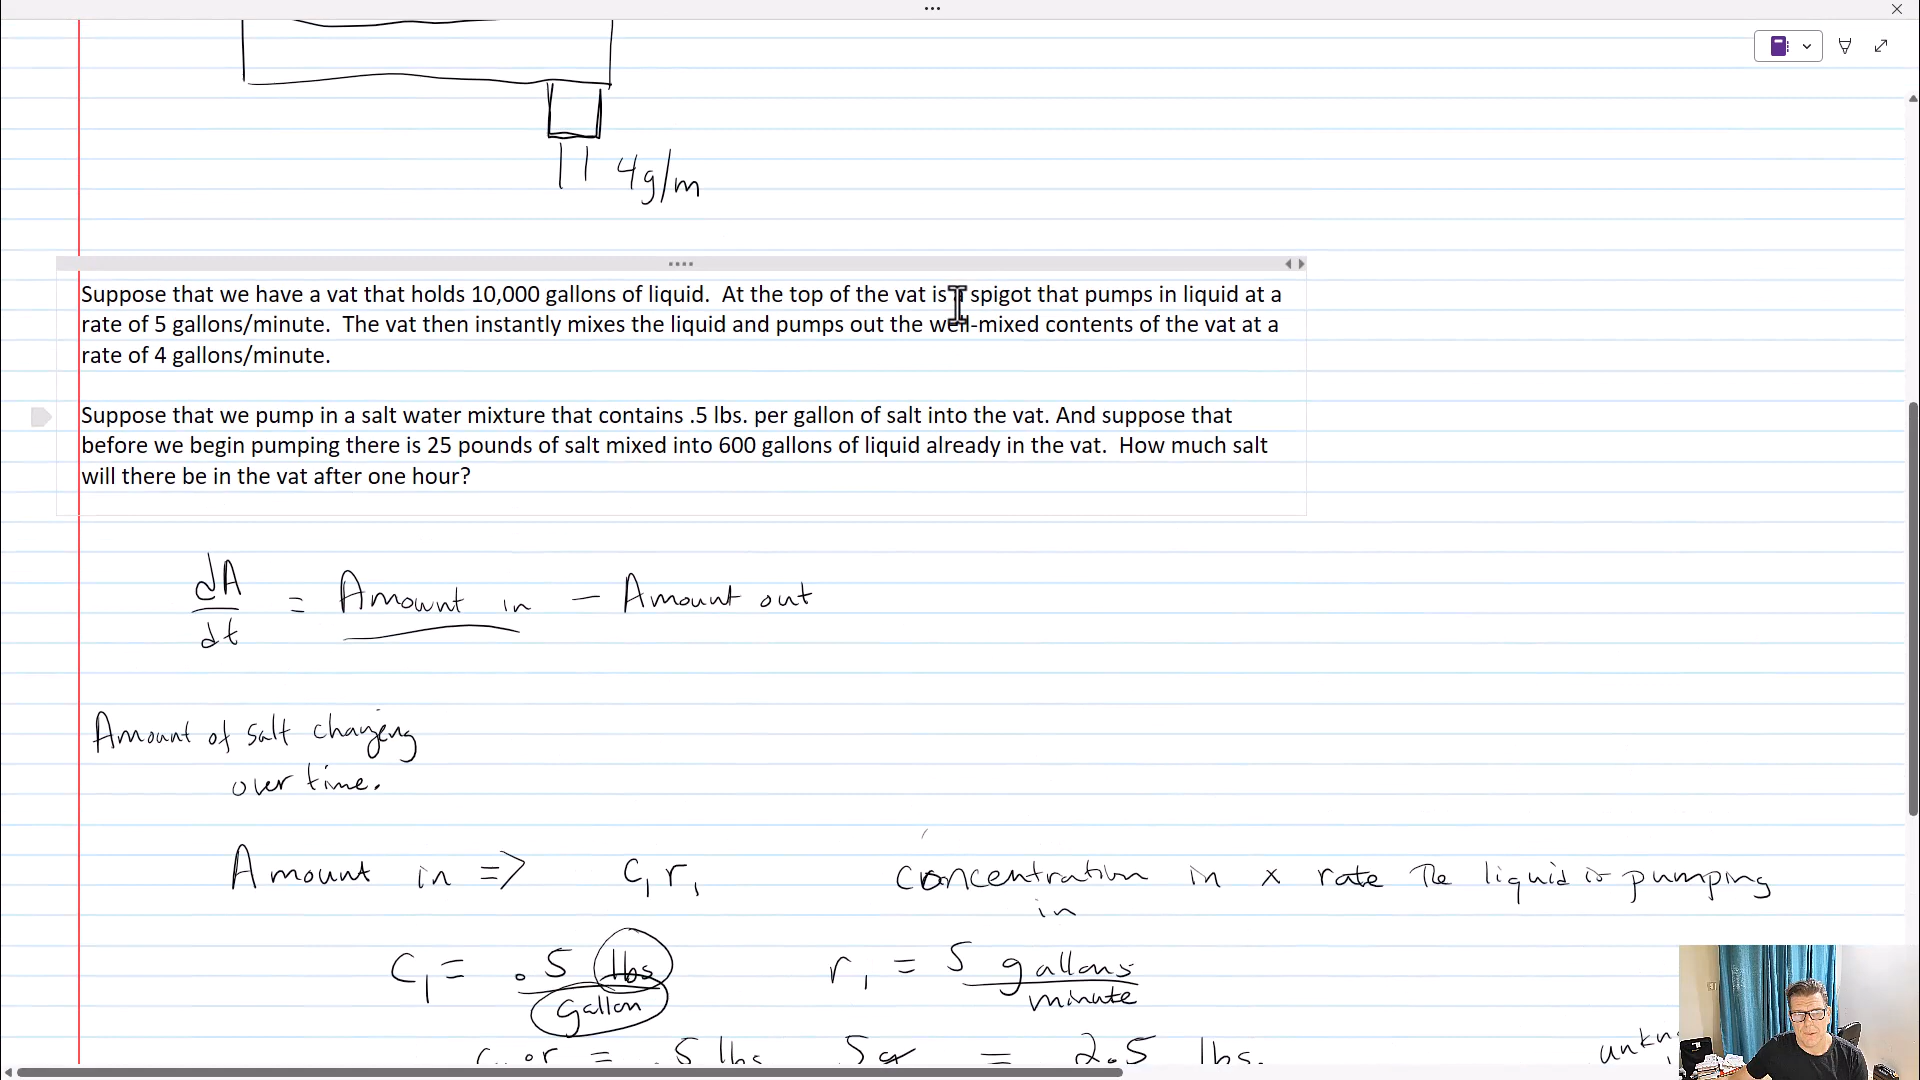 4g/m
Suppose that we have a vat that holds 10,000 gallons of liquid. At the top of the vat is a spigot that pumps in liquid at a
rate of 5 gallons/minute. The vat then instantly mixes the liquid and pumps out the well-mixed contents of the vat at a
rate of 4 gallons/minute.
Suppose that we pump in a salt water mixture that contains .5 lbs. per gallon of salt into the vat. And suppose that
before we begin pumping there is 25 pounds of salt mixed into 600 gallons of liquid already in the vat. How much salt
will there be in the vat after one hour?
dA/dt = Amount in - Amount out
Amount of salt changing
over time.
Amount in => C₁ r₁ concentration in x rate the liquid is pumping
in
C₁ = .5 lbs/gallon r₁ = 5 gallons/minute
= .5 lbs = 2.5 lbs.